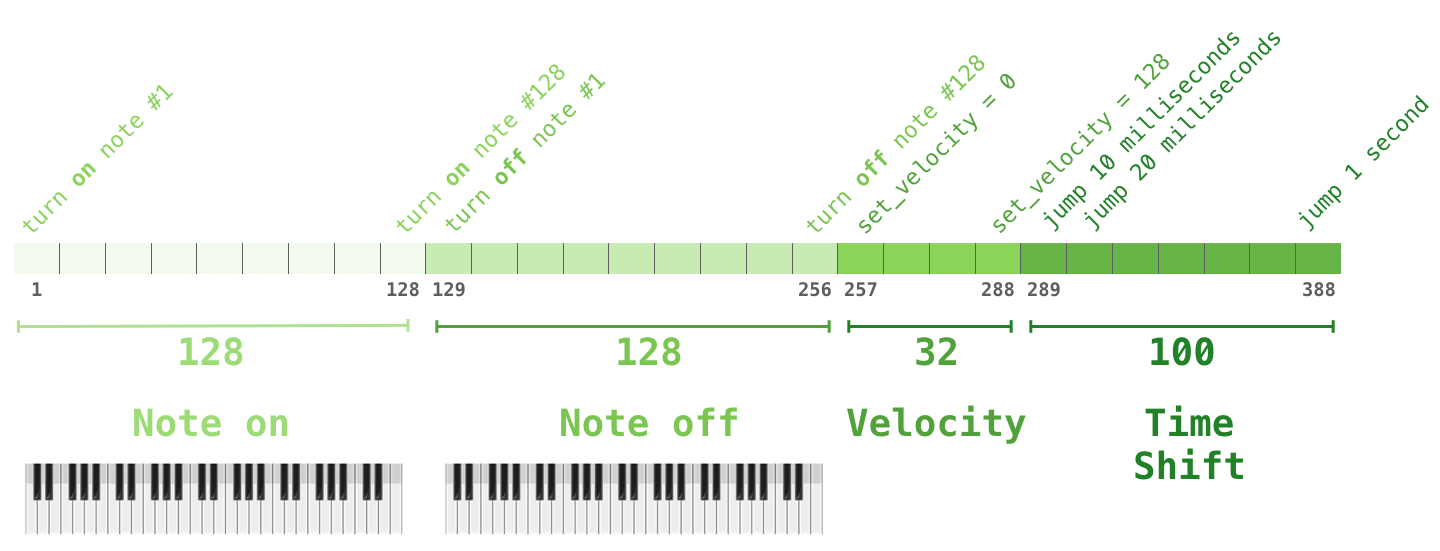 turn on note #1
turn on note #128
turn off note #1
turn off note #128
set_velocity = 0
set_velocity = 128
jump 10 milliseconds
jump 20 milliseconds
jump 1 second
1 128 129 256 257 288 289 388
128 128 32 100
Note on Note off Velocity Time
Shift